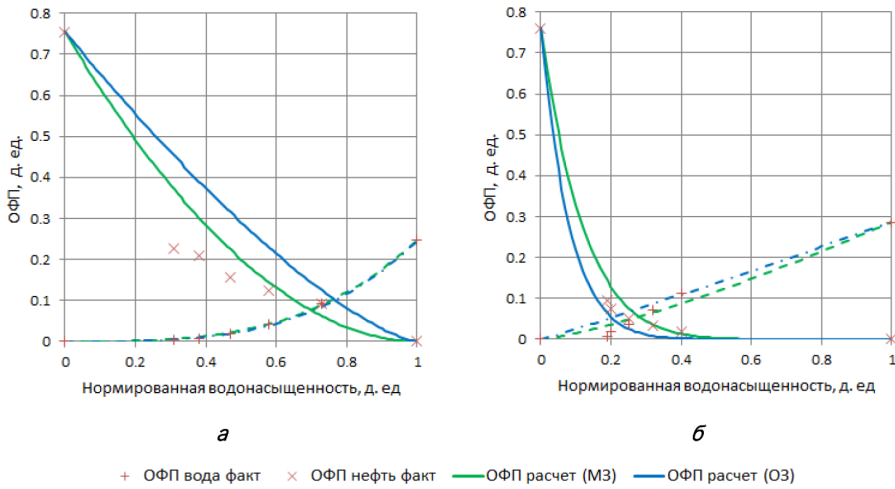 0.8
0.7
0.6
0.5
0.4
0.3
0.2
0.1
0
ОФП, д. ед.
0 0.2 0.4 0.6 0.8 1
Нормированная водонасыщенность, д. ед
а
0.8
0.7
0.6
0.5
0.4
0.3
0.2
0.1
0
ОФП, д. ед.
0 0.2 0.4 0.6 0.8 1
Нормированная водонасыщенность, д. ед
б
ОФП вода факт ОФП нефть факт ОФП расчет (МЗ) ОФП расчет (ОЗ)